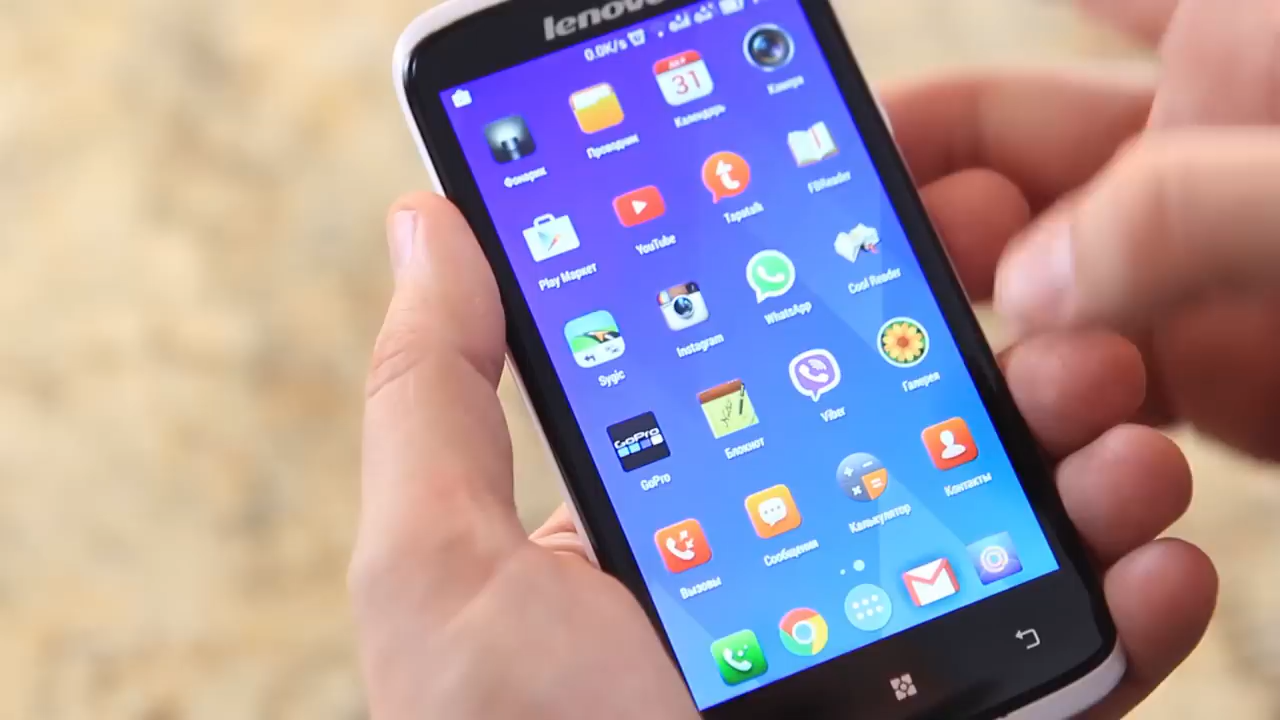 lenovo
0.0K/s
31
Фонарик
Проводник
Календарь
Камера
Play Маркет
YouTube
Tapatalk
FBReader
Sygic
Instagram
WhatsApp
Cool Reader
GoPro
GoPro
Блокнот
Viber
Галерея
Вызовы
Сообщения
Калькулятор
Контакты